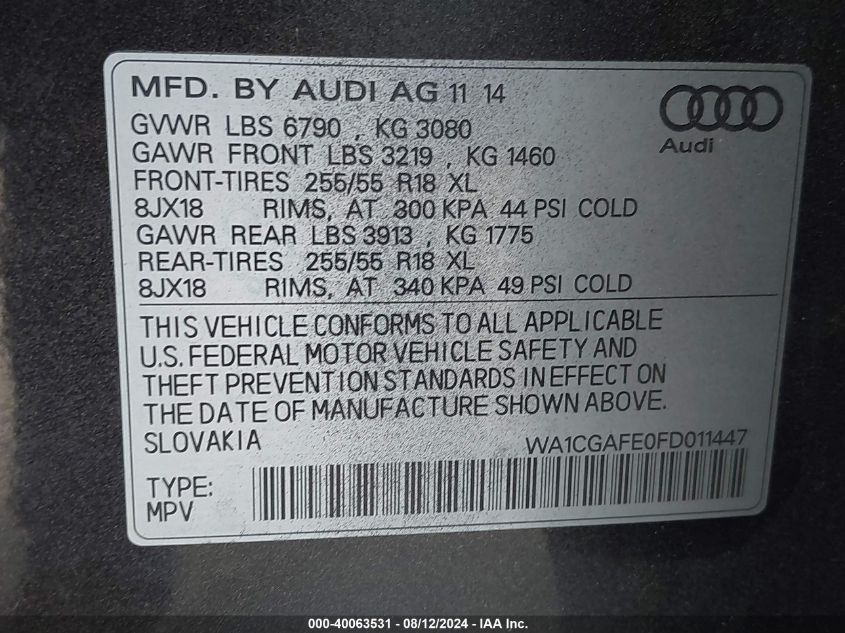 MFD. BY AUDI AG 11 14
GVWR LBS 6790 , KG 3080
GAWR FRONT LBS 3219 , KG 1460
FRONT-TIRES 255/55 R18 XL
8JX18 RIMS, AT 300 KPA 44 PSI COLD
GAWR REAR LBS 3913 , KG 1775
REAR-TIRES 255/55 R18 XL
8JX18 RIMS, AT 340 KPA 49 PSI COLD
Audi
THIS VEHICLE CONFORMS TO ALL APPLICABLE
U.S. FEDERAL MOTOR VEHICLE SAFETY AND
THEFT PREVENTION STANDARDS IN EFFECT ON
THE DATE OF MANUFACTURE SHOWN ABOVE.
SLOVAKIA WA1CGAFE0FD011447
TYPE:
MPV
000-40063531 - 08/12/2024 - IAA Inc.